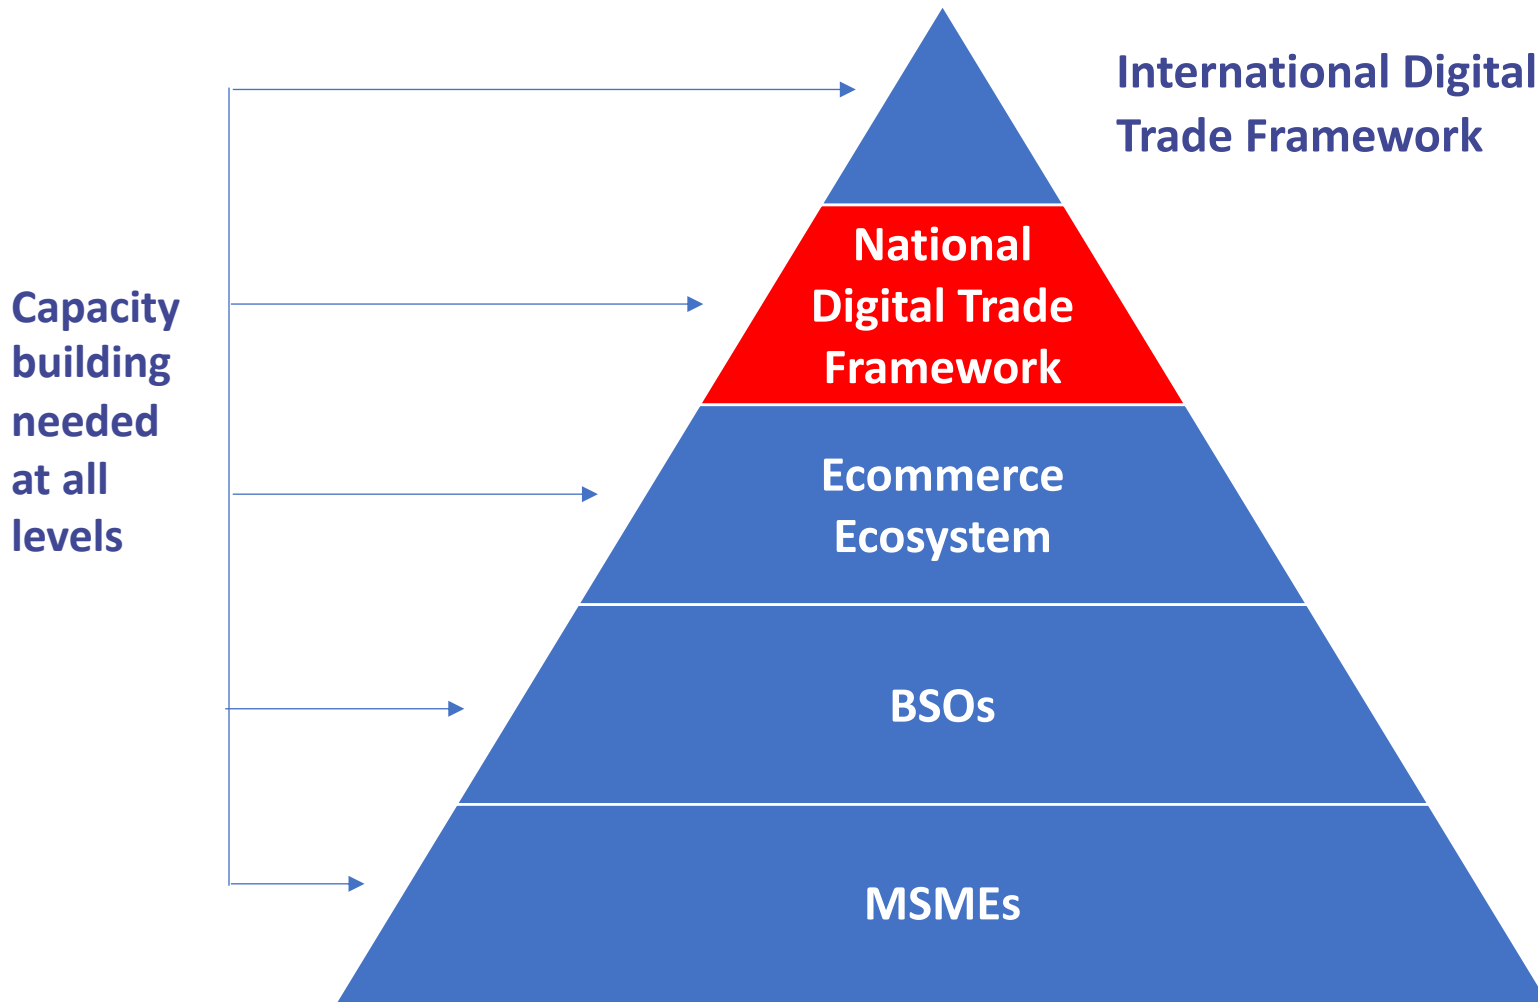 International Digital
Trade Framework
National
Digital Trade
Framework
Capacity
building
needed
at all
levels
Ecommerce
Ecosystem
BSOs
MSMEs